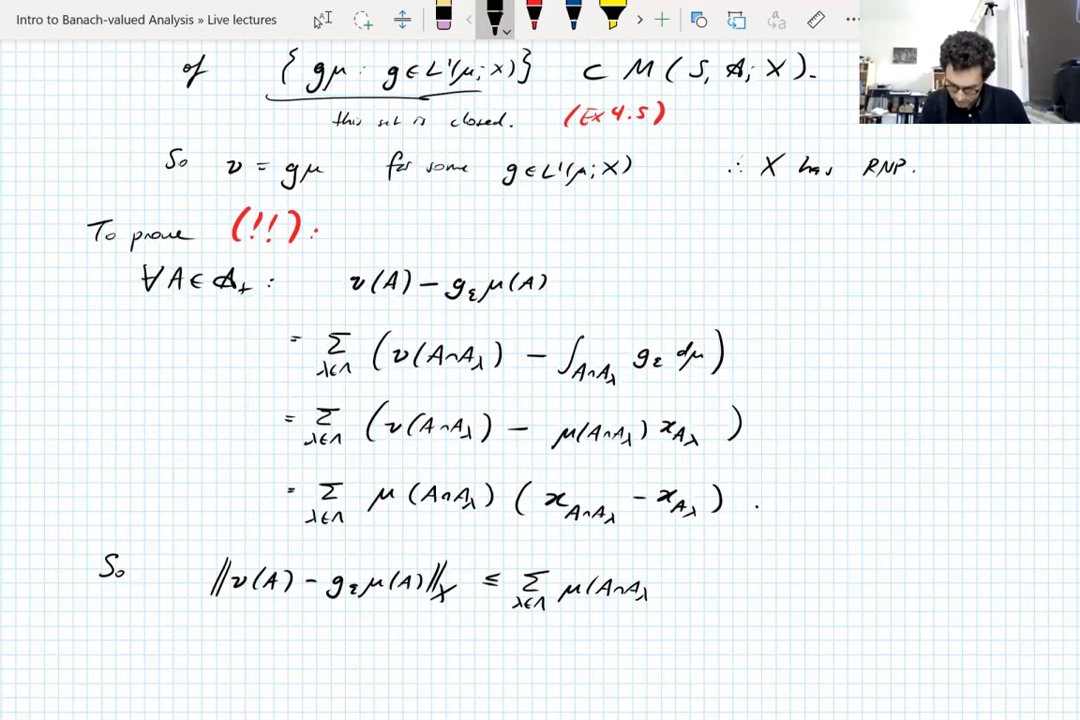 Intro to Banach-valued Analysis » Live lectures
of { gμ : g ∈ L¹(μ; X) } ⊂ M(S, A; X).
this set is closed. (Ex 4.5)
So ν = gμ for some g ∈ L¹(μ; X) ∴ X has RNP.
To prove (!!):
∀A ∈ A₊ : ν(A) − g_ε μ(A)
= Σ_{λ∈Λ} ( ν(A∩A_λ) − ∫_{A∩A_λ} g_ε dμ )
= Σ_{λ∈Λ} ( ν(A∩A_λ) − μ(A∩A_λ) x_{A_λ} )
= Σ_{λ∈Λ} μ(A∩A_λ) ( x_{A∩A_λ} − x_{A_λ} ) .
So ‖ν(A) − g_ε μ(A)‖_X ≤ Σ_{λ∈Λ} μ(A∩A_λ